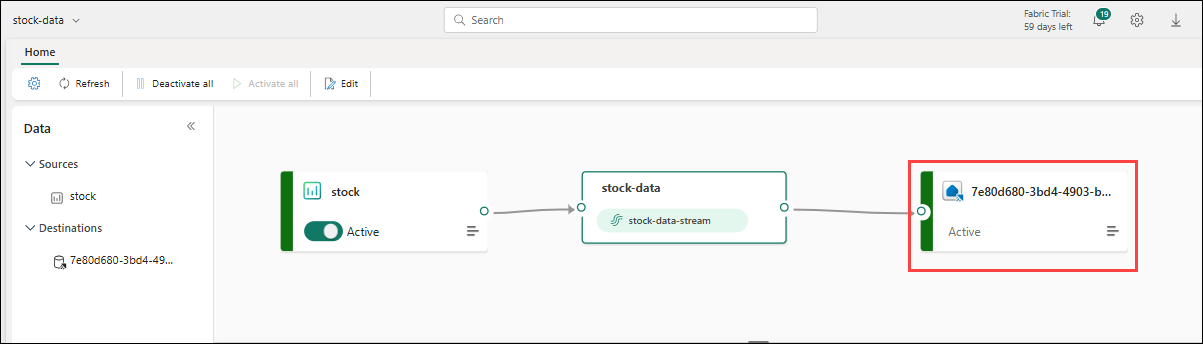 stock-data
Search
Fabric Trial:
59 days left
19
Home
Refresh
Deactivate all
Activate all
Edit
Data
Sources
stock
Destinations
7e80d680-3bd4-49...
stock
Active
stock-data
stock-data-stream
7e80d680-3bd4-4903-b...
Active